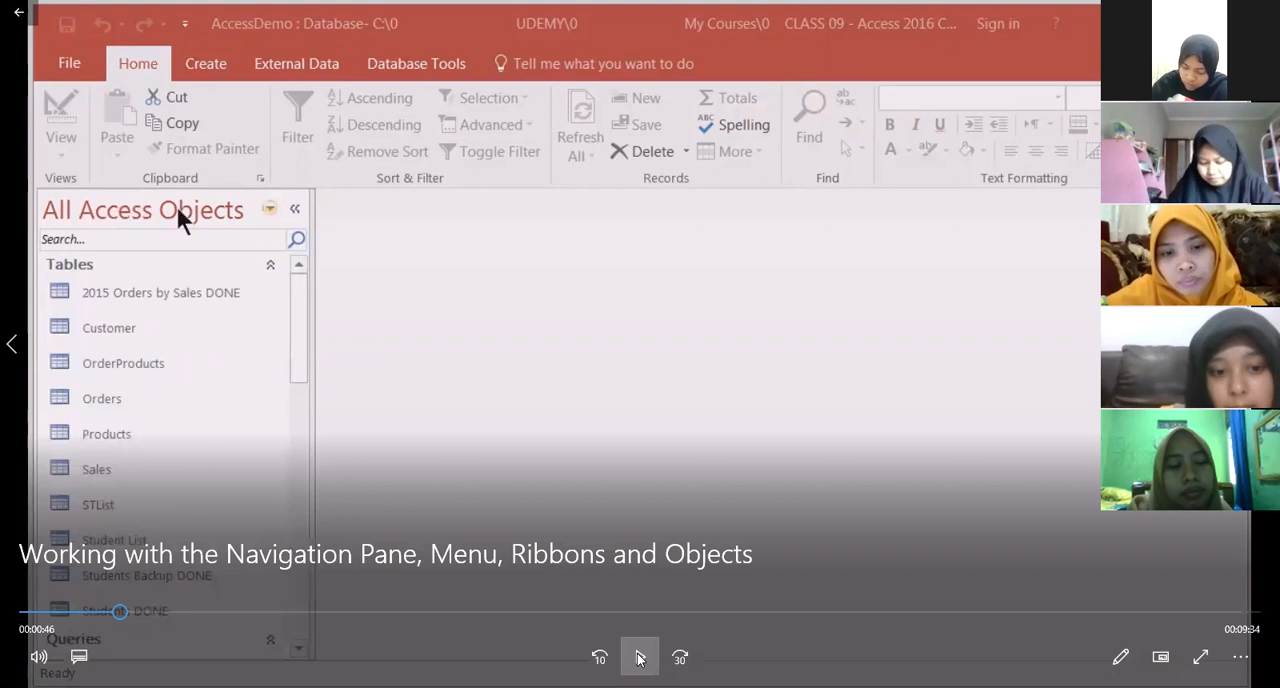 AccessDemo : Database- C:\0 UDEMY\0 My Courses\0 CLASS 09 - Access 2016 C... Sign in ?
File Home Create External Data Database Tools Tell me what you want to do
View
Views
Paste
Cut
Copy
Format Painter
Clipboard
Filter
Ascending
Descending
Remove Sort
Selection
Advanced
Toggle Filter
Sort & Filter
Refresh
All
New
Save
Delete
Totals
Spelling
More
Records
Find
Find
B I U
A
Text Formatting
All Access Objects
Search...
Tables
2015 Orders by Sales DONE
Customer
OrderProducts
Orders
Products
Sales
STList
Student List
Working with the Navigation Pane, Menu, Ribbons and Objects
Students Backup DONE
DONE
00:00:46
00:09:34
Queries
10
30
Ready